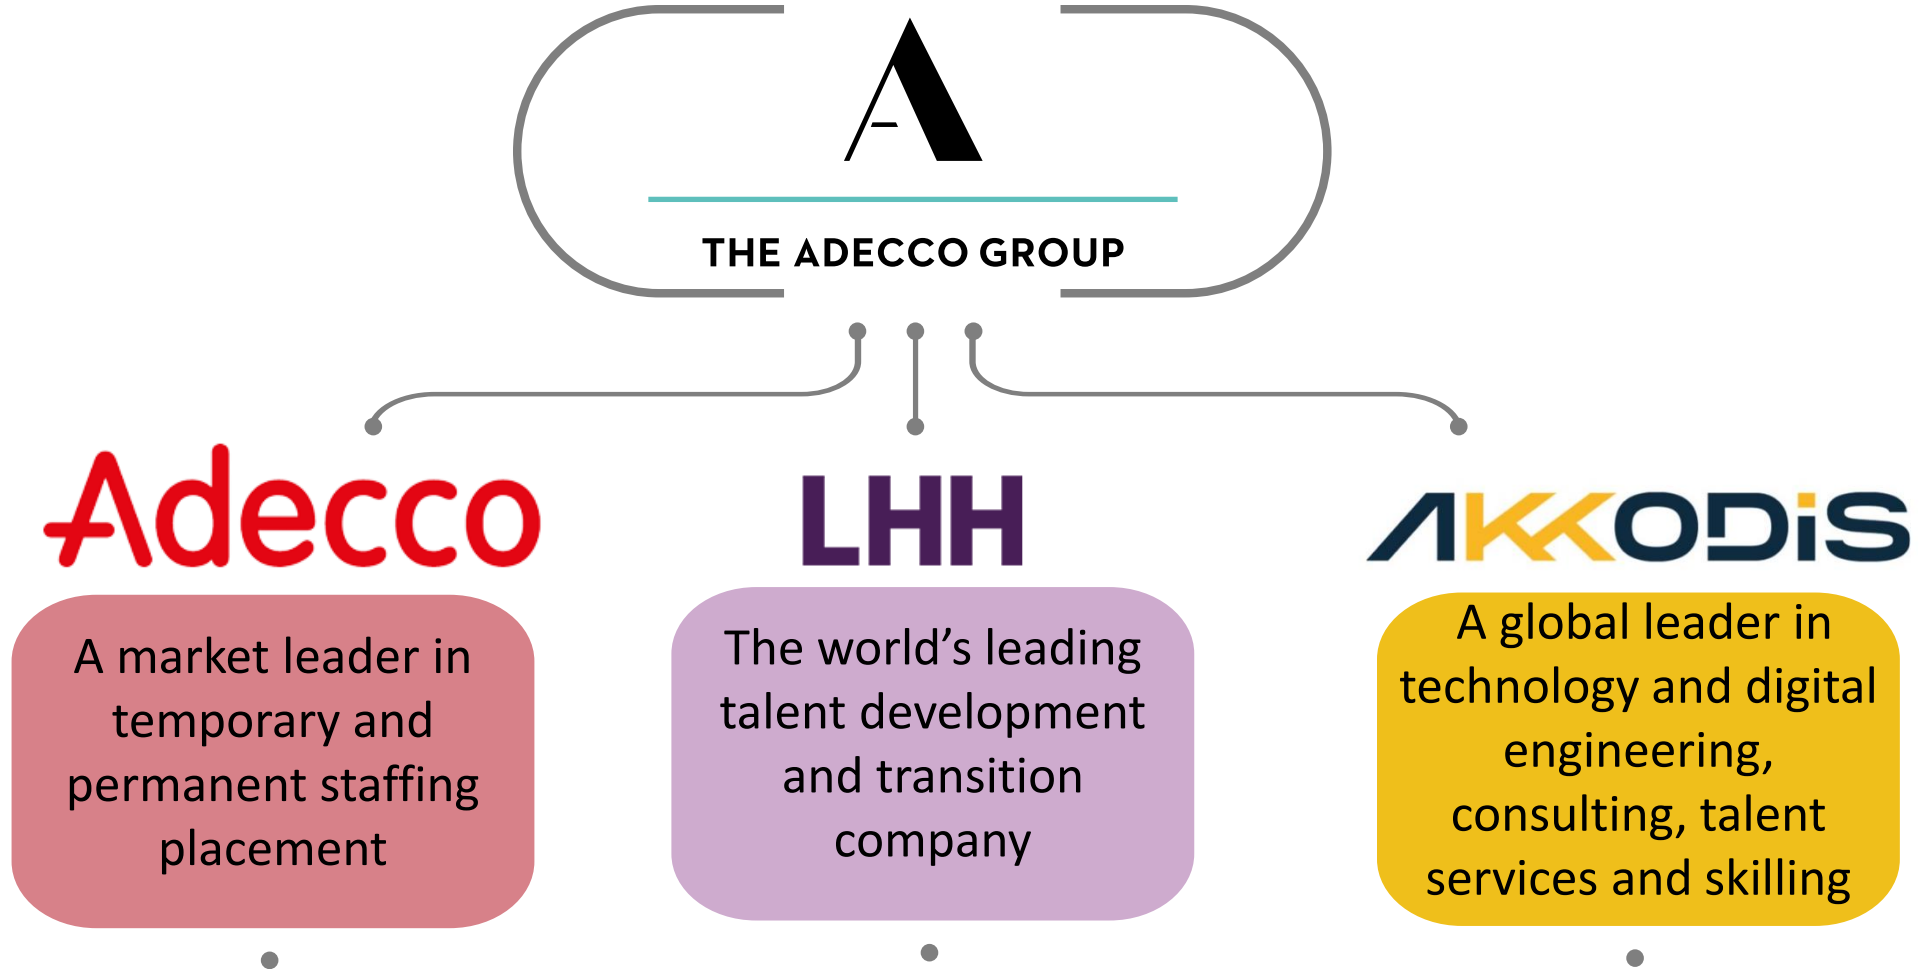 A
THE ADECCO GROUP
Adecco
LHH
AKKODiS
A market leader in
temporary and
permanent staffing
placement
The world’s leading
talent development
and transition
company
A global leader in
technology and digital
engineering,
consulting, talent
services and skilling